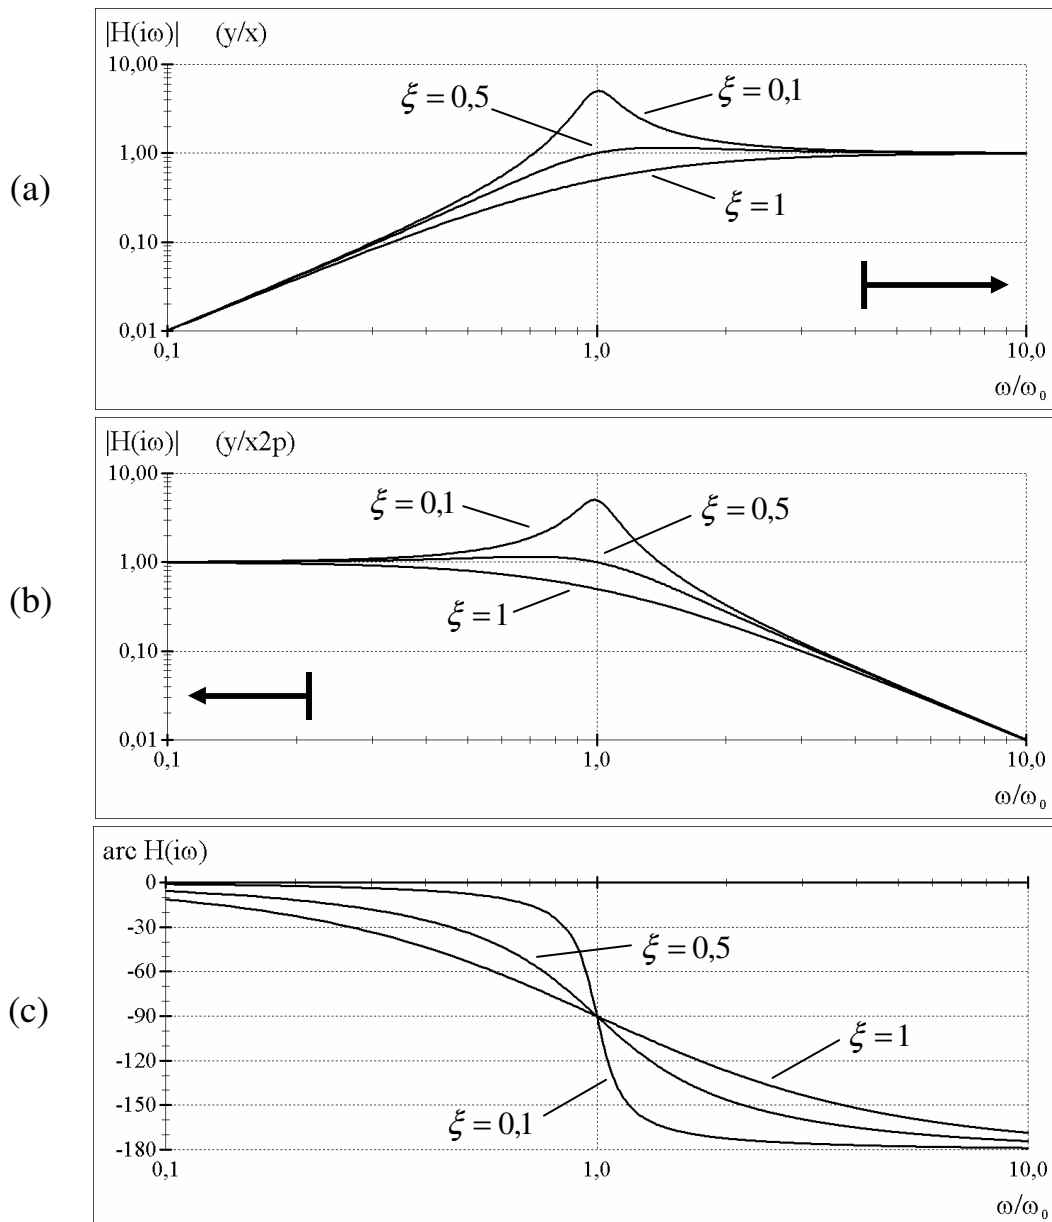 (a)
|H(iω)| (y/x)
10,00
1,00
0,10
0,01
ξ = 0,5
ξ = 0,1
ξ = 1
0,1 1,0 10,0
ω/ω₀
(b)
|H(iω)| (y/x2p)
10,00
1,00
0,10
0,01
ξ = 0,1
ξ = 0,5
ξ = 1
0,1 1,0 10,0
ω/ω₀
(c)
arc H(iω)
0
-30
-60
-90
-120
-150
-180
ξ = 0,5
ξ = 1
ξ = 0,1
0,1 1,0 10,0
ω/ω₀